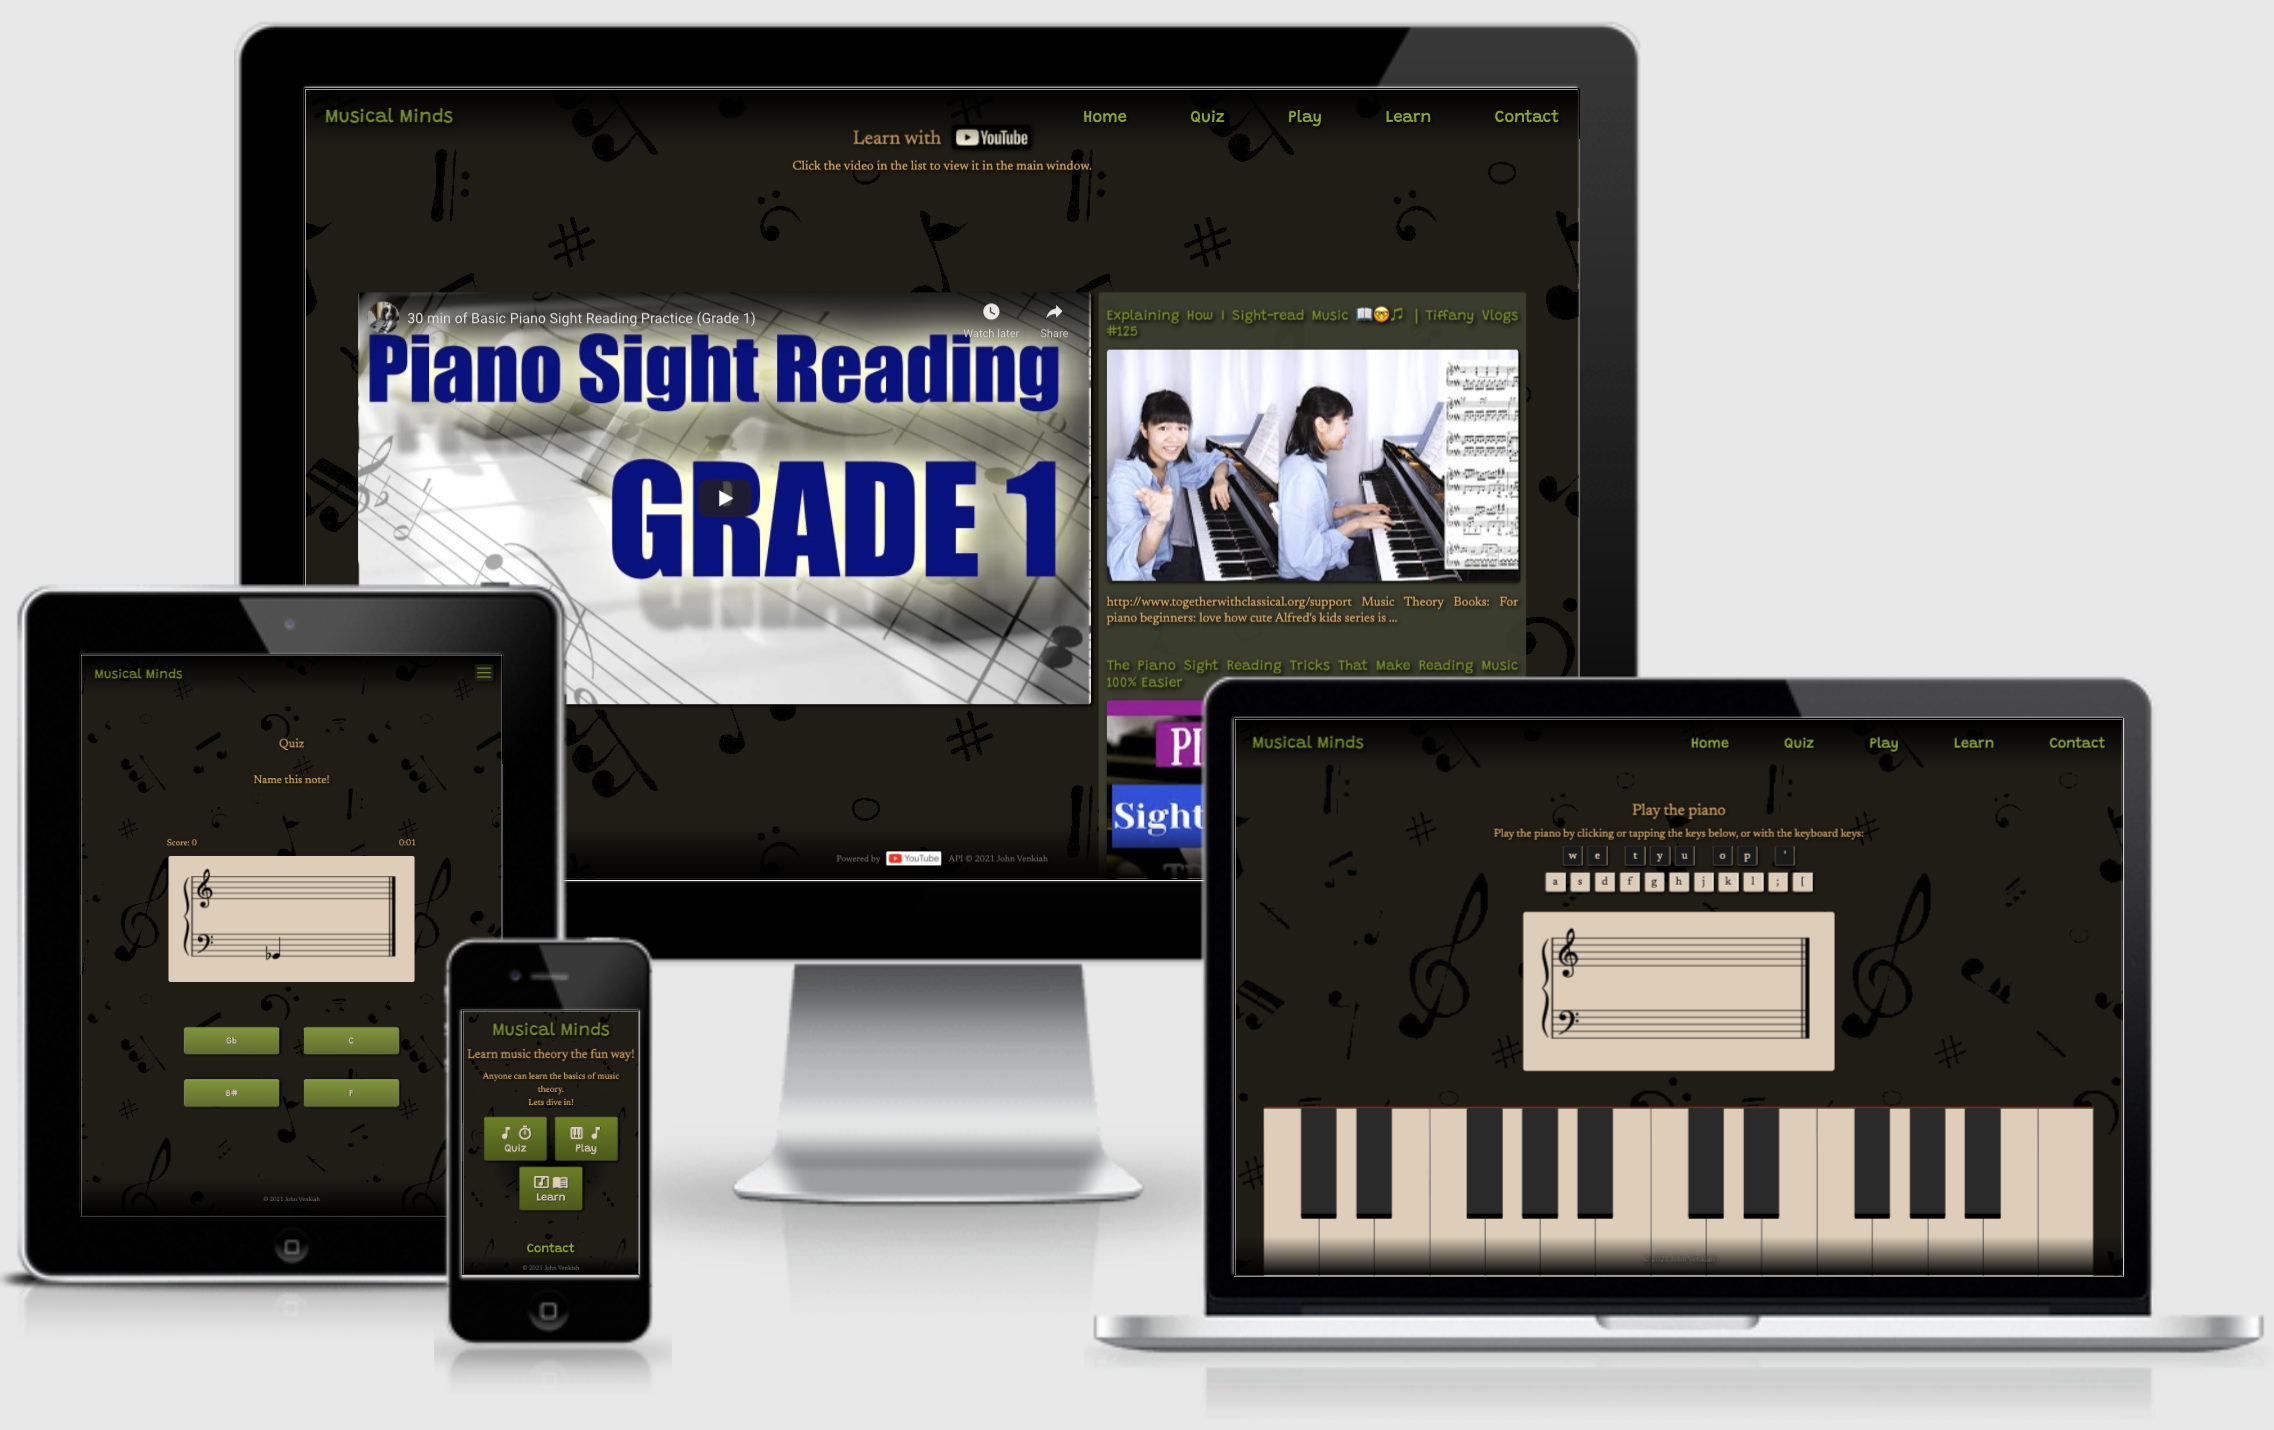 Musical Minds
Home Quiz Play Learn Contact
Learn with YouTube
Click the video in the list to view it in the main window.
30 min of Basic Piano Sight Reading Practice (Grade 1)
Watch later Share
Piano Sight Reading
GRADE 1
Explaining How I Sight-read Music 📖🤓🎵 | Tiffany Vlogs
#125
http://www.togetherwithclassical.org/support Music Theory Books: For
piano beginners: love how cute Alfred's kids series is ...
The Piano Sight Reading Tricks That Make Reading Music
100% Easier
Sight
Powered by YouTube API © 2021 John Venkiah
Musical Minds
Quiz
Name this note!
Score: 0 0:01
Gb C
B# F
© 2021 John Venkiah
Musical Minds
Learn music theory the fun way!
Anyone can learn the basics of music
theory.
Lets dive in!
Quiz Play
Learn
Contact
© 2021 John Venkiah
Musical Minds
Home Quiz Play Learn Contact
Play the piano
Play the piano by clicking or tapping the keys below, or with the keyboard keys:
w e t y u o p '
a s d f g h j k l ; [